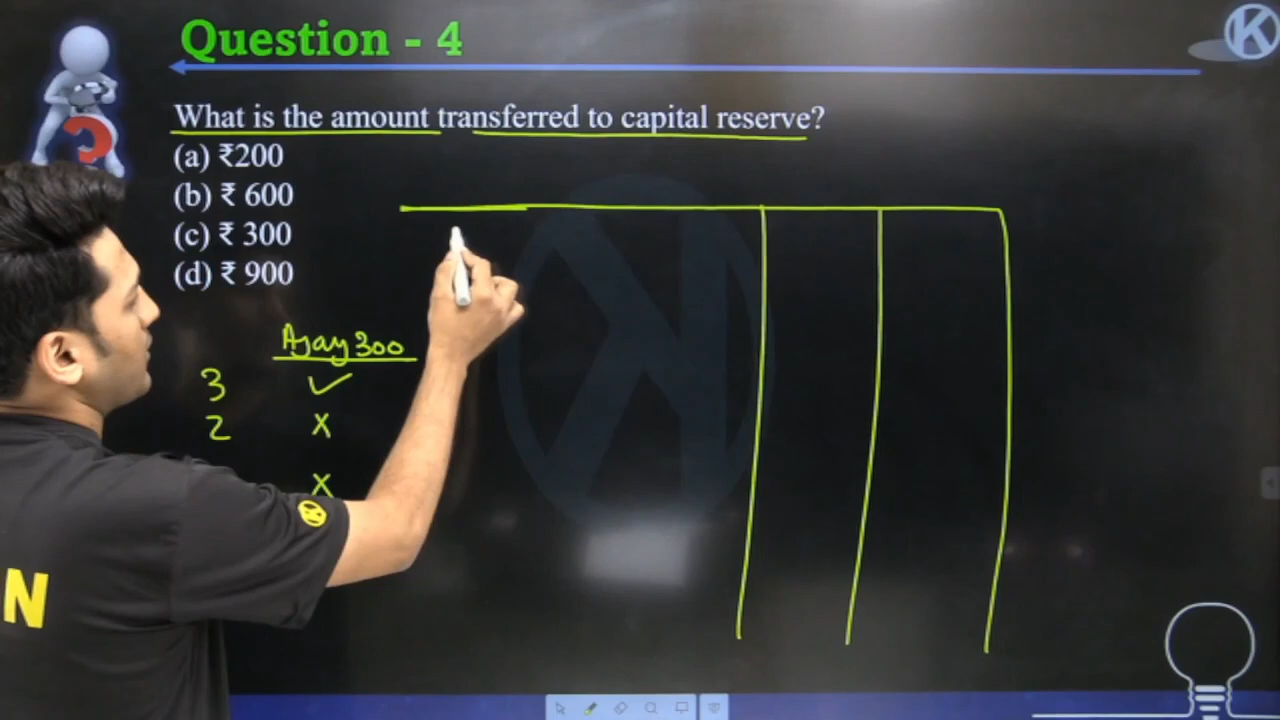 Question - 4
What is the amount transferred to capital reserve?
(a) ₹200
(b) ₹ 600
(c) ₹ 300
(d) ₹ 900
Ajay 300
3 ✓
2 x
x
N
K